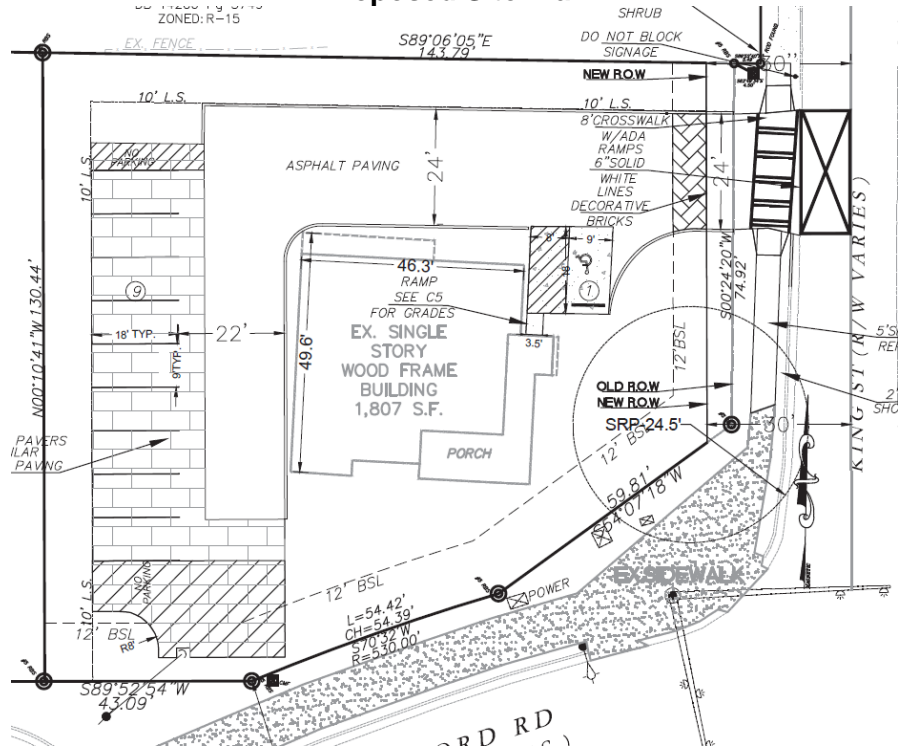 ZONED: R-15
EX. FENCE
S89°06'05"E
143.79'
SHRUB
DO NOT BLOCK
SIGNAGE
30"
NEW R.O.W
10' L.S.
10' L.S.
8' CROSSWALK
W/ADA
RAMPS
6" SOLID
WHITE
LINES
DECORATIVE
BRICKS
NO
PARKING
ASPHALT PAVING
24'
24'
10' L.S.
N00°10'41"W 130.44'
9
18' TYP.
9'TYP.
22'
46.3'
49.6'
RAMP
SEE C5
FOR GRADES
EX. SINGLE
STORY
WOOD FRAME
BUILDING
1,807 S.F.
PORCH
8'
9'
18'
1
3.5'
S00°24'20"W
74.92'
12' BSL
OLD R.O.W
NEW R.O.W
SRP-24.5'
30'
12' BSL
KING ST (R/W VARIES)
PAVERS
PAVING
59.81'
S54°07'18"W
EX.SIDEWALK
POWER
NO
PARKING
10' L.S.
12' BSL
12' BSL
R8'
L=54.42'
CH=54.39'
S70°32'W
R=530.00'
S89°52'54"W
43.09'
ORD RD